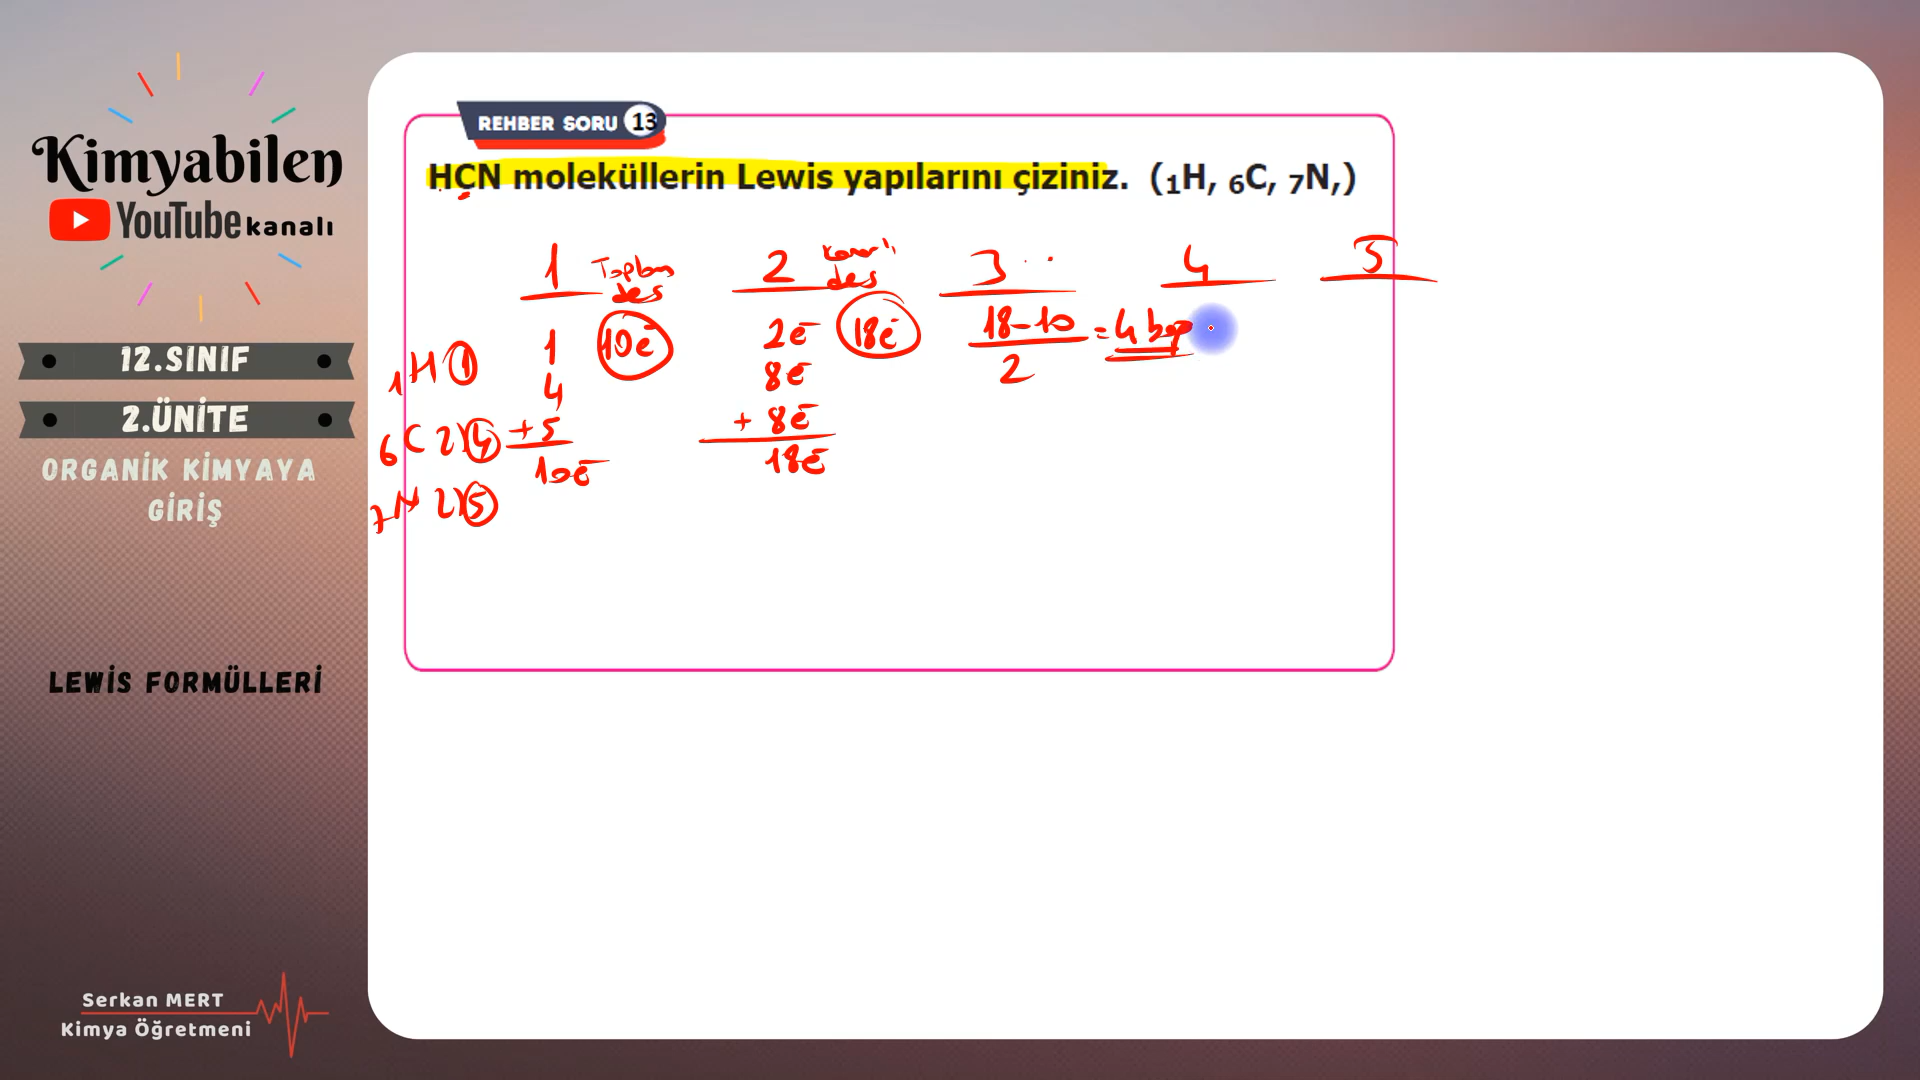 Kimyabilen
YouTube kanalı
12.SINIF
2.ÜNİTE
ORGANİK KİMYAYA
GİRİŞ
LEWİS FORMÜLLERİ
Serkan MERT
Kimya Öğretmeni
REHBER SORU 13
HCN moleküllerin Lewis yapılarını çiziniz. (₁H, ₆C, ₇N,)
1 Toplam des
2 des
3
4
5
₁H 1
₆C 2)4
₇N 2)5
1
4
+ 5
10e⁻
10e⁻
2e⁻
8e⁻
+ 8e⁻
18e⁻
18e⁻
18-10
2
= 4 bağ